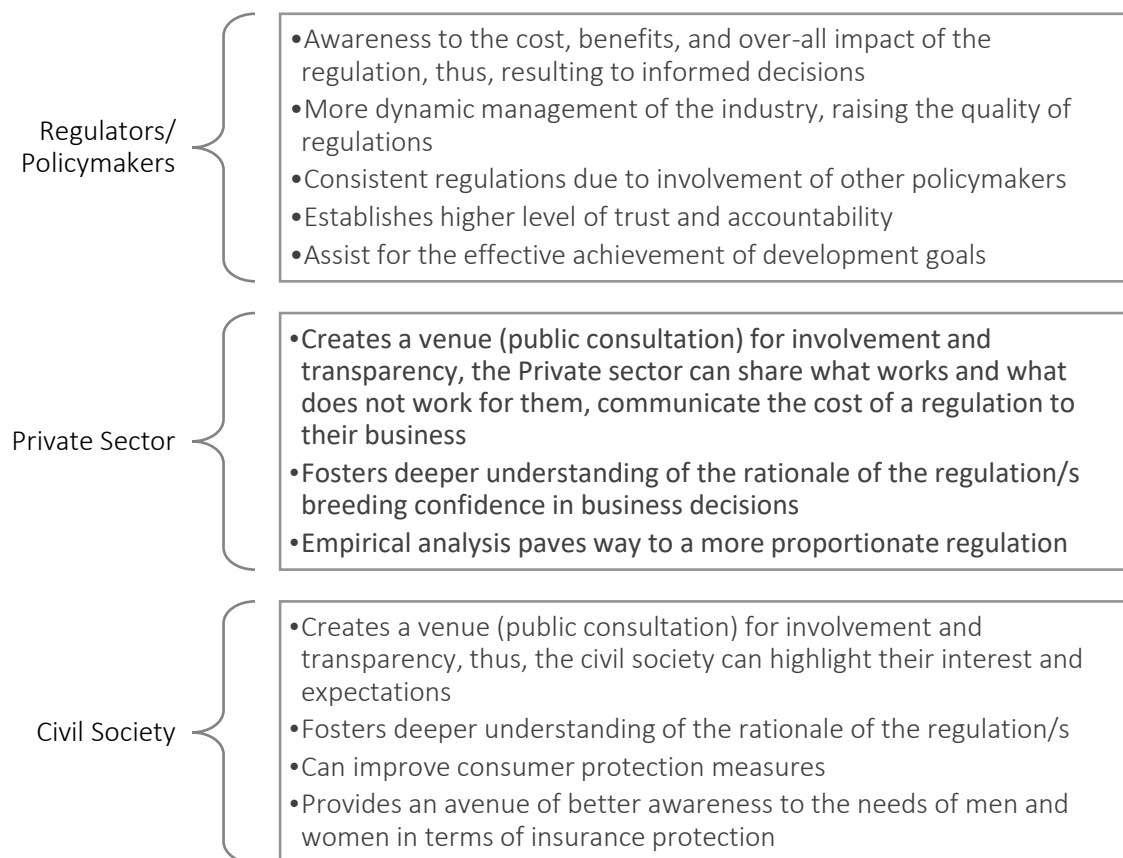 Regulators/
Policymakers
•Awareness to the cost, benefits, and over-all impact of the
regulation, thus, resulting to informed decisions
•More dynamic management of the industry, raising the quality of
regulations
•Consistent regulations due to involvement of other policymakers
•Establishes higher level of trust and accountability
•Assist for the effective achievement of development goals
Private Sector
•Creates a venue (public consultation) for involvement and
transparency, the Private sector can share what works and what
does not work for them, communicate the cost of a regulation to
their business
•Fosters deeper understanding of the rationale of the regulation/s
breeding confidence in business decisions
•Empirical analysis paves way to a more proportionate regulation
Civil Society
•Creates a venue (public consultation) for involvement and
transparency, thus, the civil society can highlight their interest and
expectations
•Fosters deeper understanding of the rationale of the regulation/s
•Can improve consumer protection measures
•Provides an avenue of better awareness to the needs of men and
women in terms of insurance protection